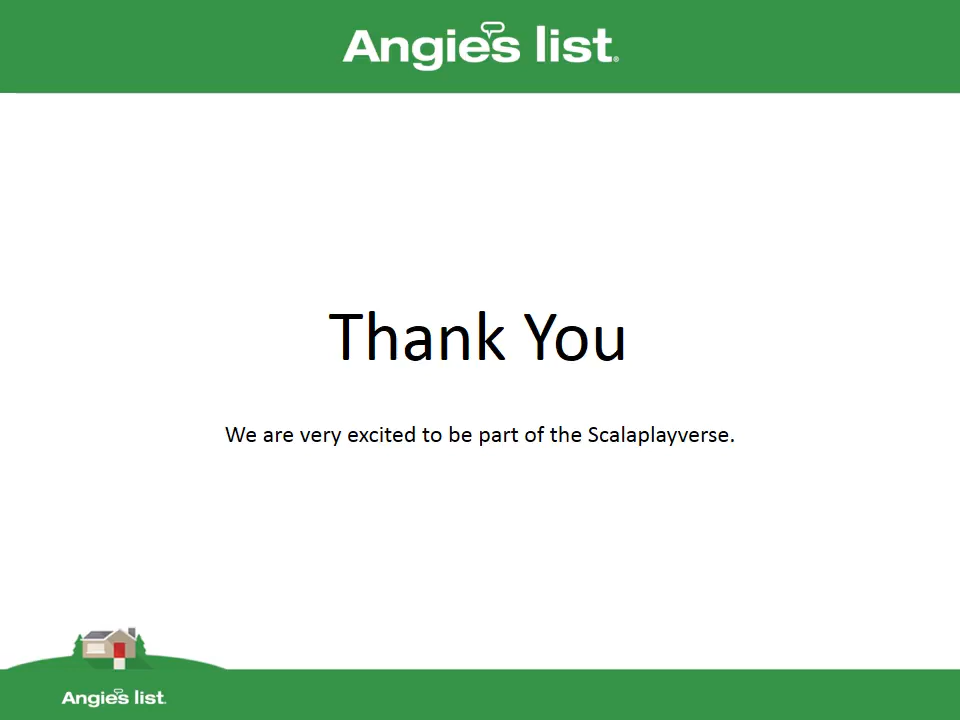 Angie's list®
Thank You
We are very excited to be part of the Scalaplayverse.
Angie's list.